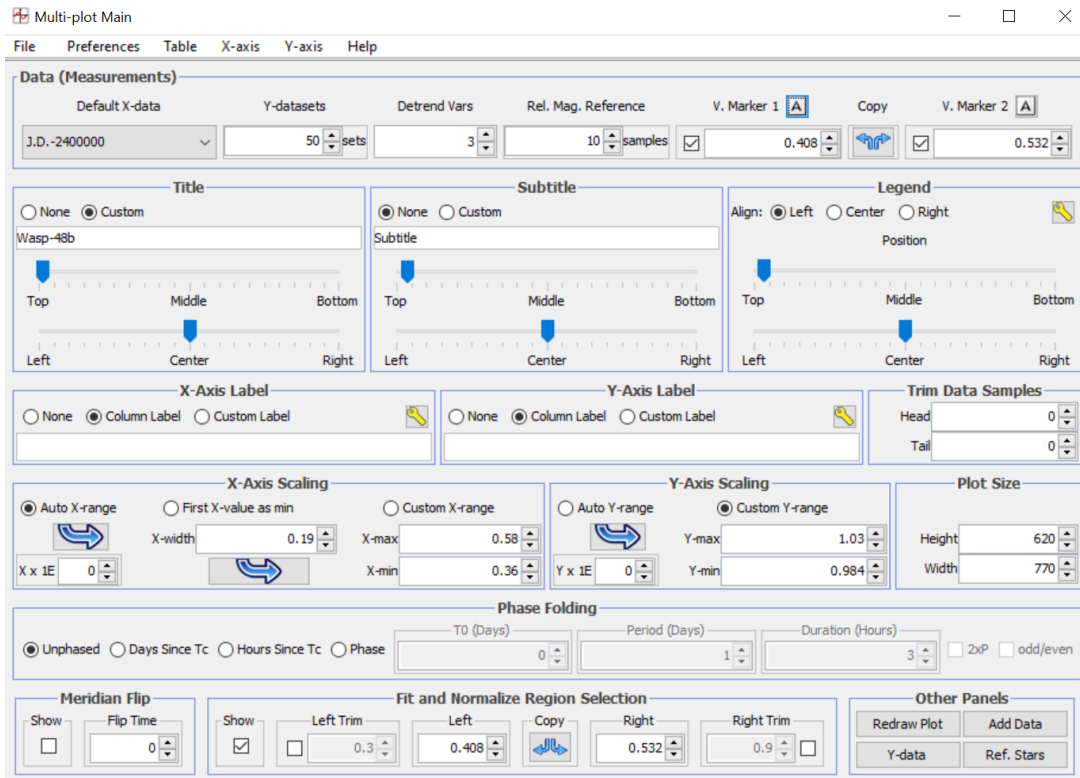 Multi-plot Main
File Preferences Table X-axis Y-axis Help
Data (Measurements)
Default X-data Y-datasets Detrend Vars Rel. Mag. Reference V. Marker 1 A Copy V. Marker 2 A
J.D.-2400000 50 sets 3 10 samples 0.408 0.532
Title Subtitle Legend
None Custom None Custom Align: Left Center Right
Wasp-48b Subtitle Position
Top Middle Bottom Top Middle Bottom Top Middle Bottom
Left Center Right Left Center Right Left Center Right
X-Axis Label Y-Axis Label Trim Data Samples
None Column Label Custom Label None Column Label Custom Label Head 0
Tail 0
X-Axis Scaling Y-Axis Scaling Plot Size
Auto X-range First X-value as min Custom X-range Auto Y-range Custom Y-range
X-width 0.19 X-max 0.58 Y-max 1.03 Height 620
X x 1E 0 X-min 0.36 Y x 1E 0 Y-min 0.984 Width 770
Phase Folding
T0 (Days) Period (Days) Duration (Hours)
Unphased Days Since Tc Hours Since Tc Phase 0 1 3 2xP odd/even
Meridian Flip Fit and Normalize Region Selection Other Panels
Show Flip Time Show Left Trim Left Copy Right Right Trim Redraw Plot Add Data
0 0.3 0.408 0.532 0.9 Y-data Ref. Stars